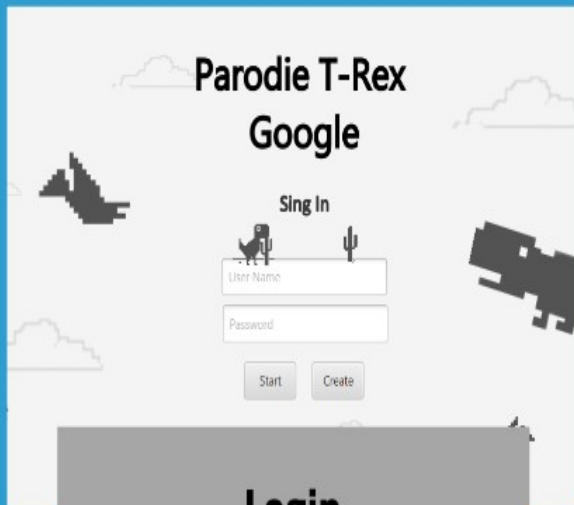 Parodie T-Rex
Google
Sing In
User Name
Password
Start
Create
Login